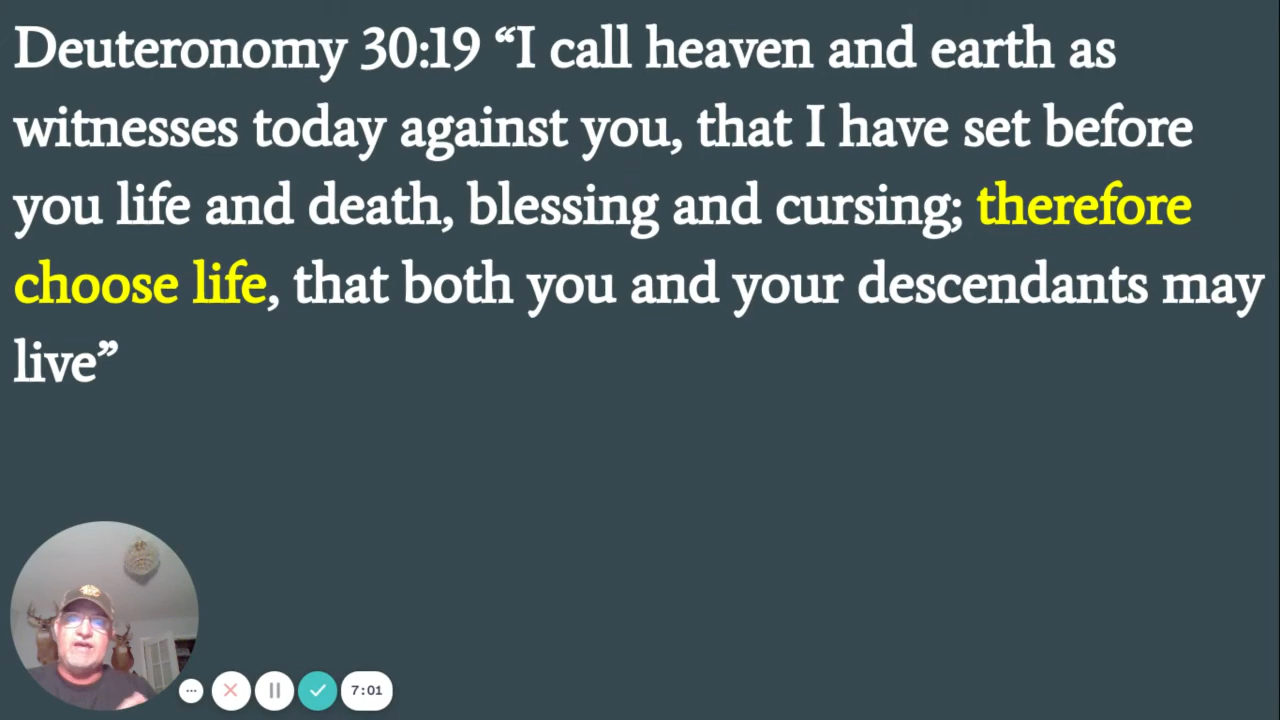 Deuteronomy 30:19 “I call heaven and earth as
witnesses today against you, that I have set before
you life and death, blessing and cursing; therefore
choose life, that both you and your descendants may
live”
7:01